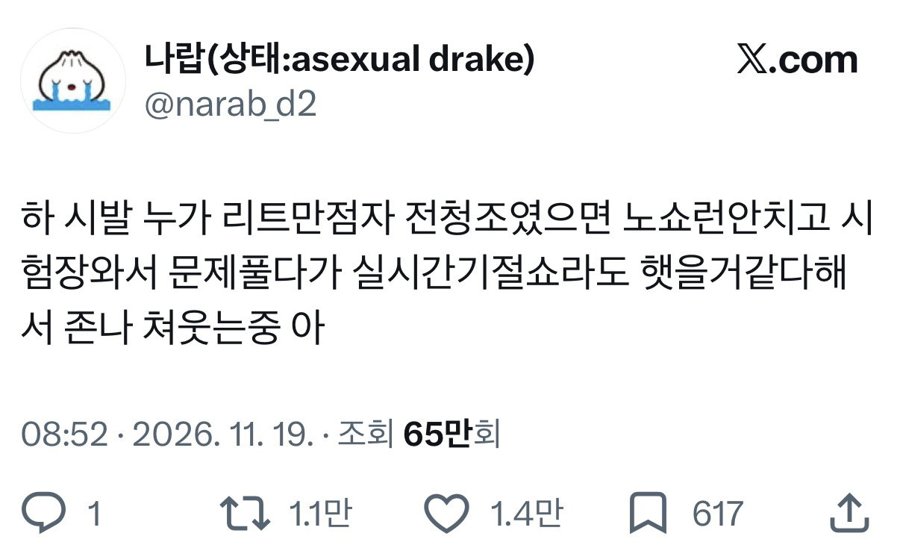 나랍(상태:asexual drake)
X.com
@narab_d2
하 시발 누가 리트만점자 전청조였으면 노쇼런안치고 시
험장와서 문제풀다가 실시간기절쇼라도 햇을거같다해
서 존나 쳐웃는중 아
08:52 · 2026. 11. 19. · 조회 65만회
1 1.1만 1.4만 617